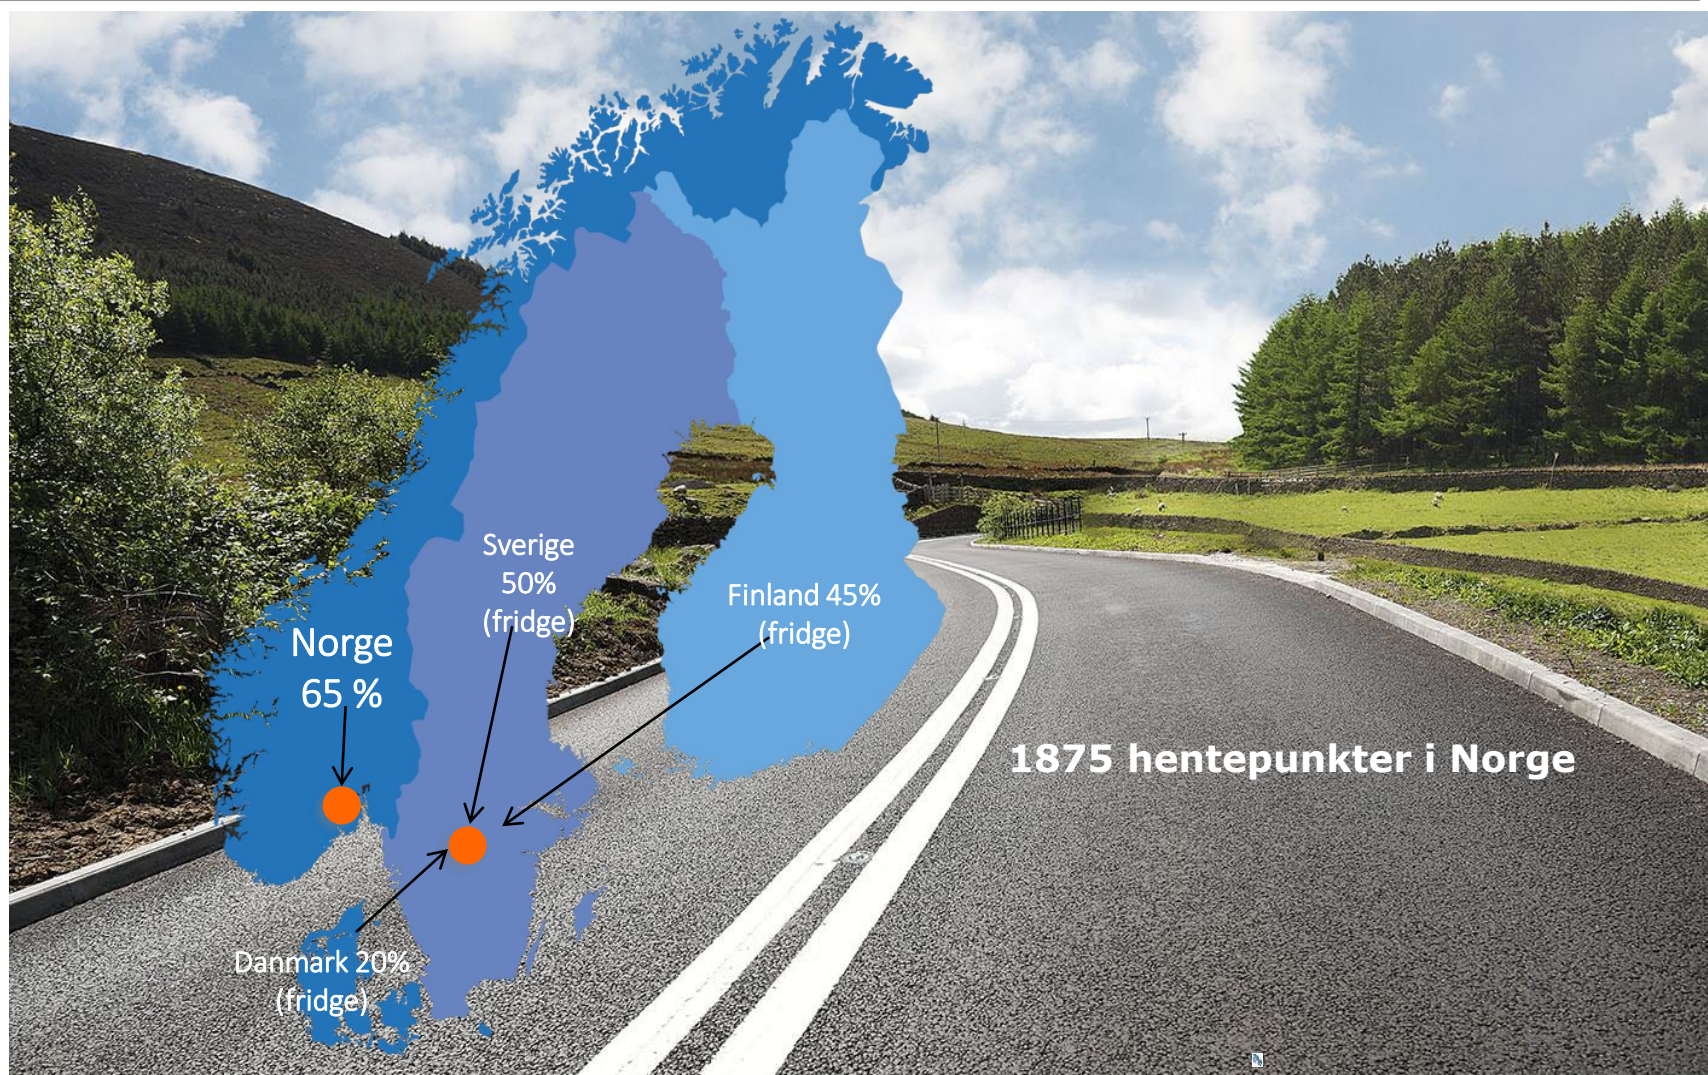 Sverige
50%
(fridge)
Finland 45%
(fridge)
Norge
65 %
1875 hentepunkter i Norge
Danmark 20%
(fridge)